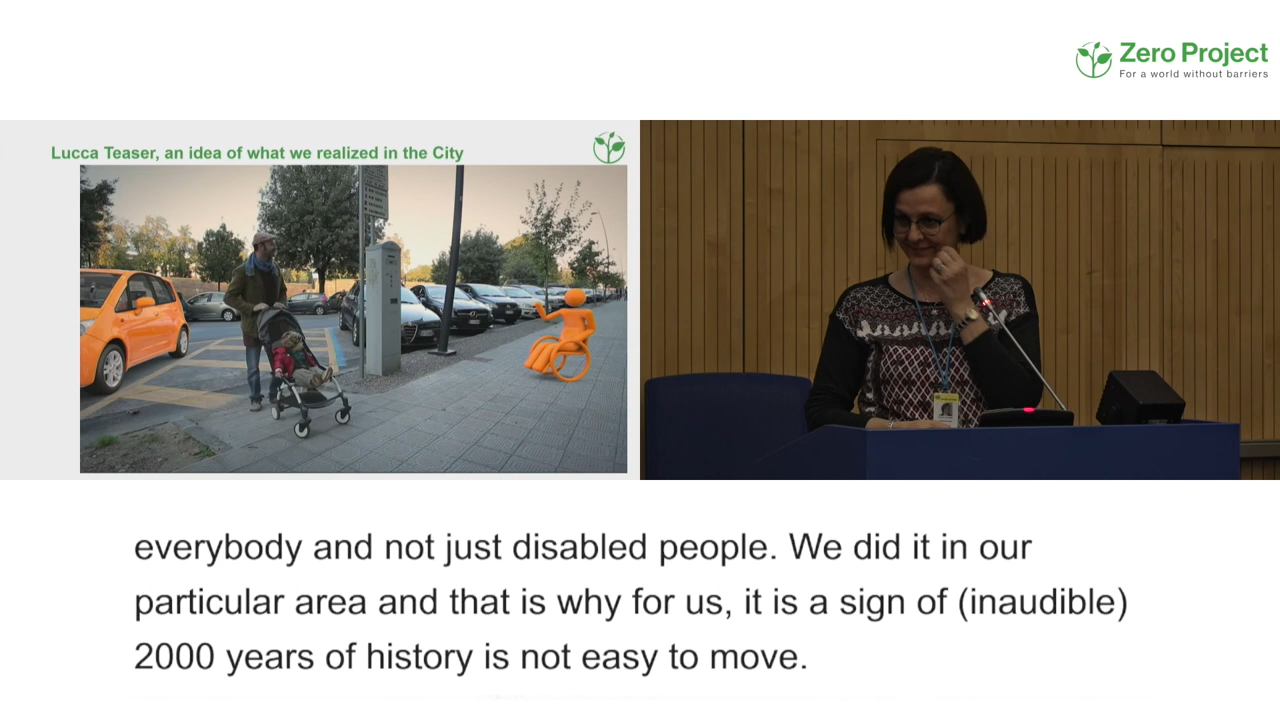 Zero Project
For a world without barriers
Lucca Teaser, an idea of what we realized in the City
everybody and not just disabled people. We did it in our
particular area and that is why for us, it is a sign of (inaudible)
2000 years of history is not easy to move.